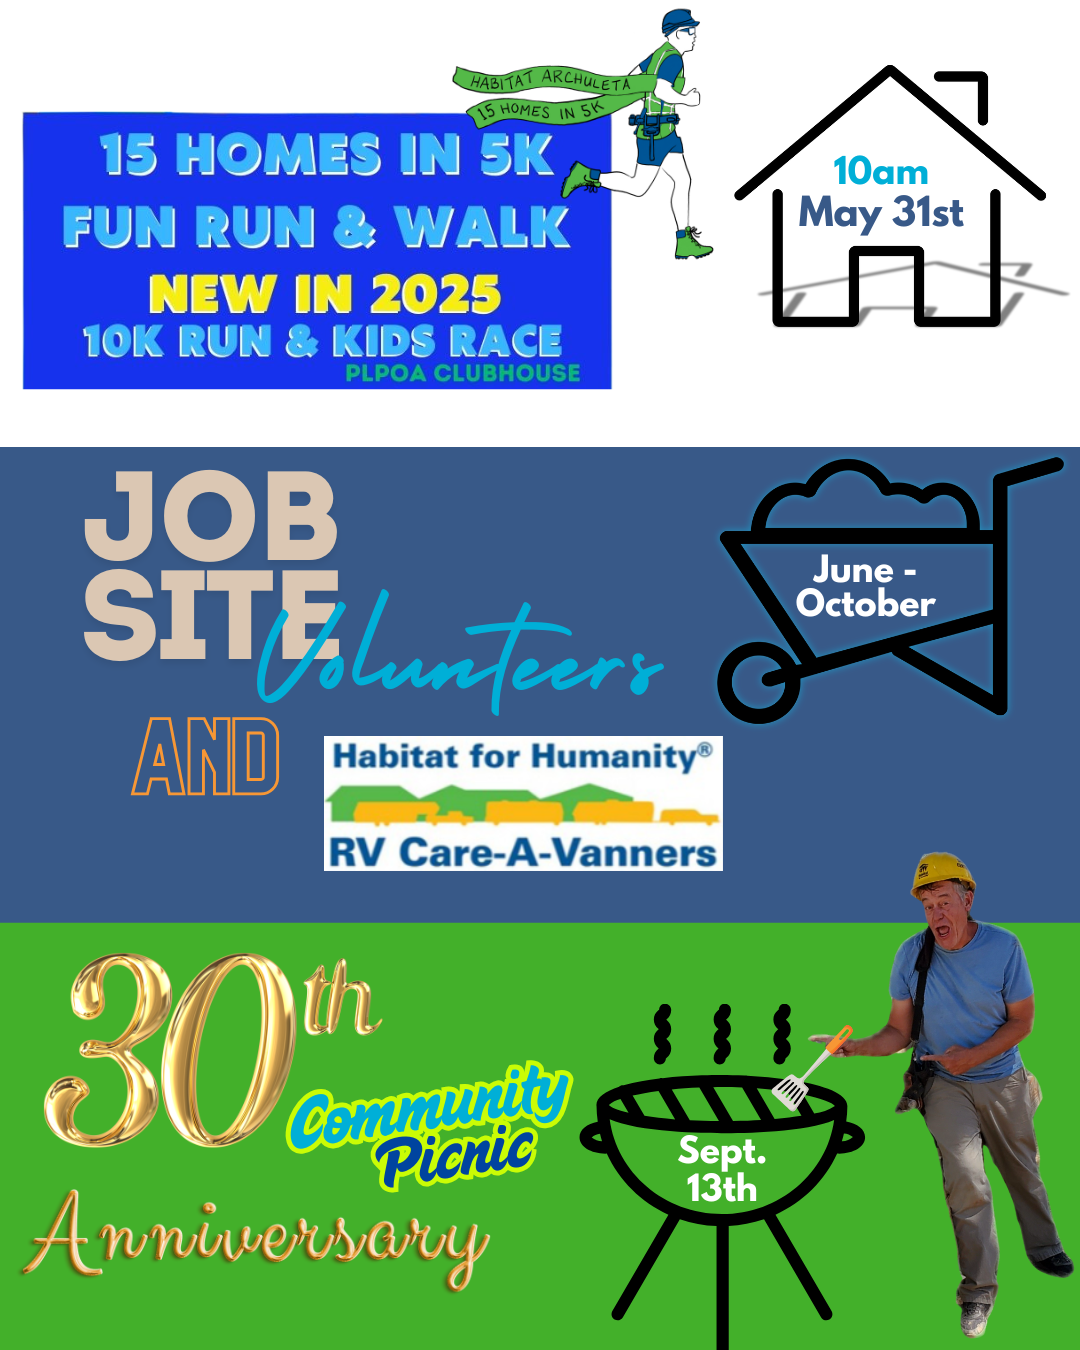 HABITAT ARCHULETA
15 HOMES IN 5K
15 HOMES IN 5K
FUN RUN & WALK
NEW IN 2025
10K RUN & KIDS RACE
PLPOA CLUBHOUSE
10am
May 31st
JOB
SITE
Volunteers
AND
June -
October
Habitat for Humanity®
RV Care-A-Vanners
30th
Anniversary
Community
Picnic
Sept.
13th